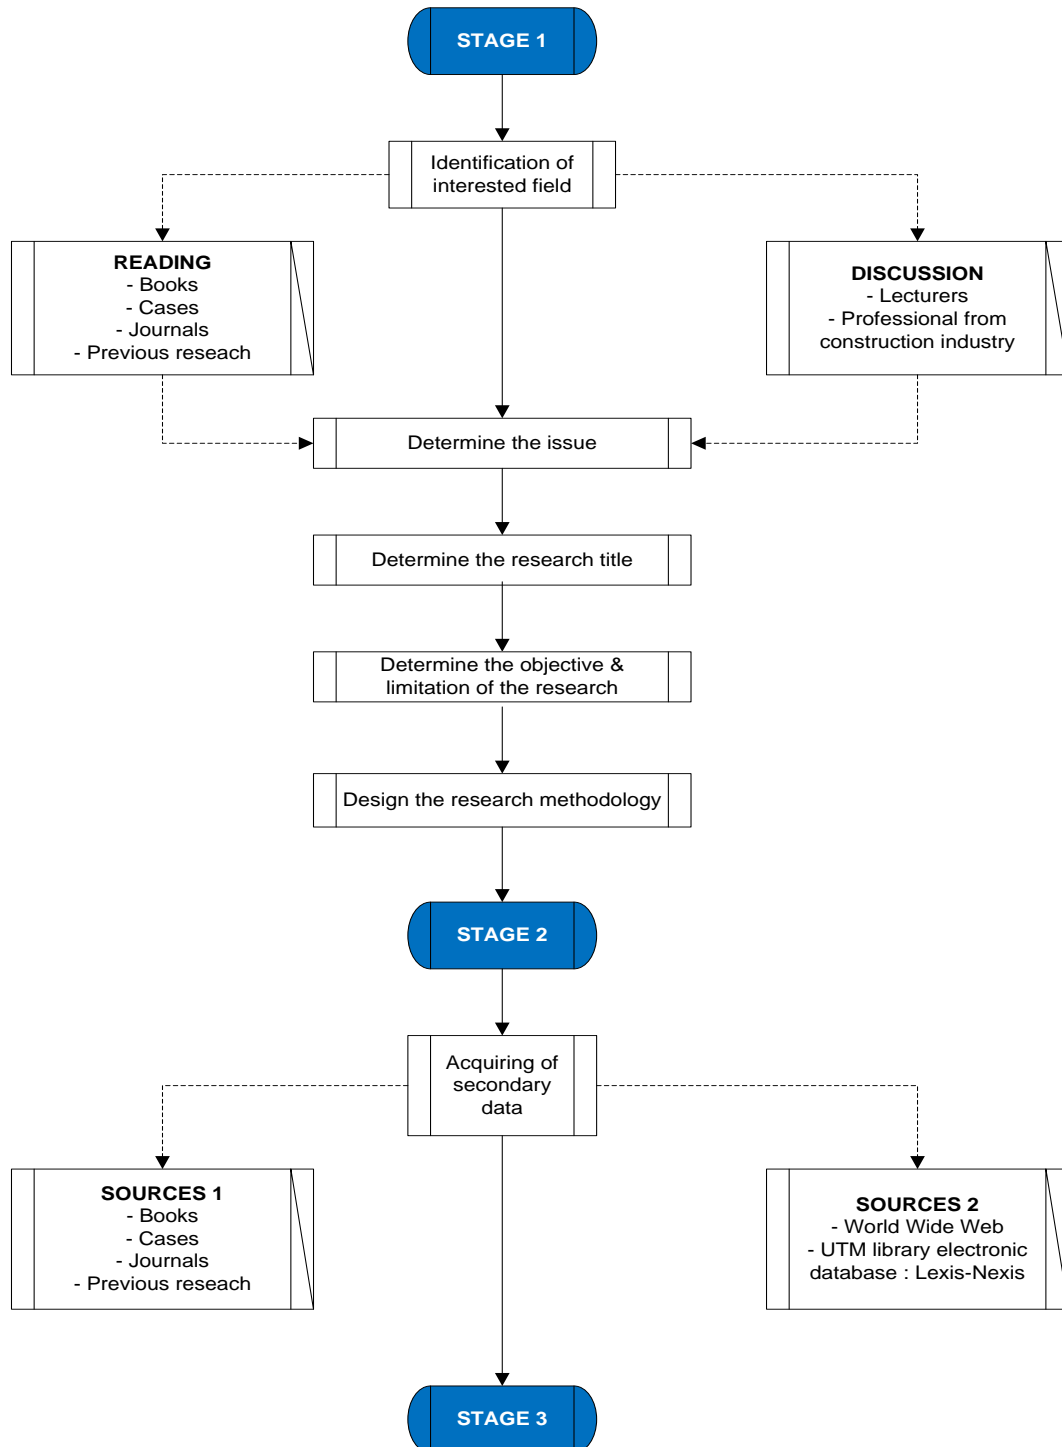 STAGE 1
Identification of
interested field
READING
- Books
- Cases
- Journals
- Previous reseach
DISCUSSION
- Lecturers
- Professional from
construction industry
Determine the issue
Determine the research title
Determine the objective &
limitation of the research
Design the research methodology
STAGE 2
Acquiring of
secondary
data
SOURCES 1
- Books
- Cases
- Journals
- Previous reseach
SOURCES 2
- World Wide Web
- UTM library electronic
database : Lexis-Nexis
STAGE 3